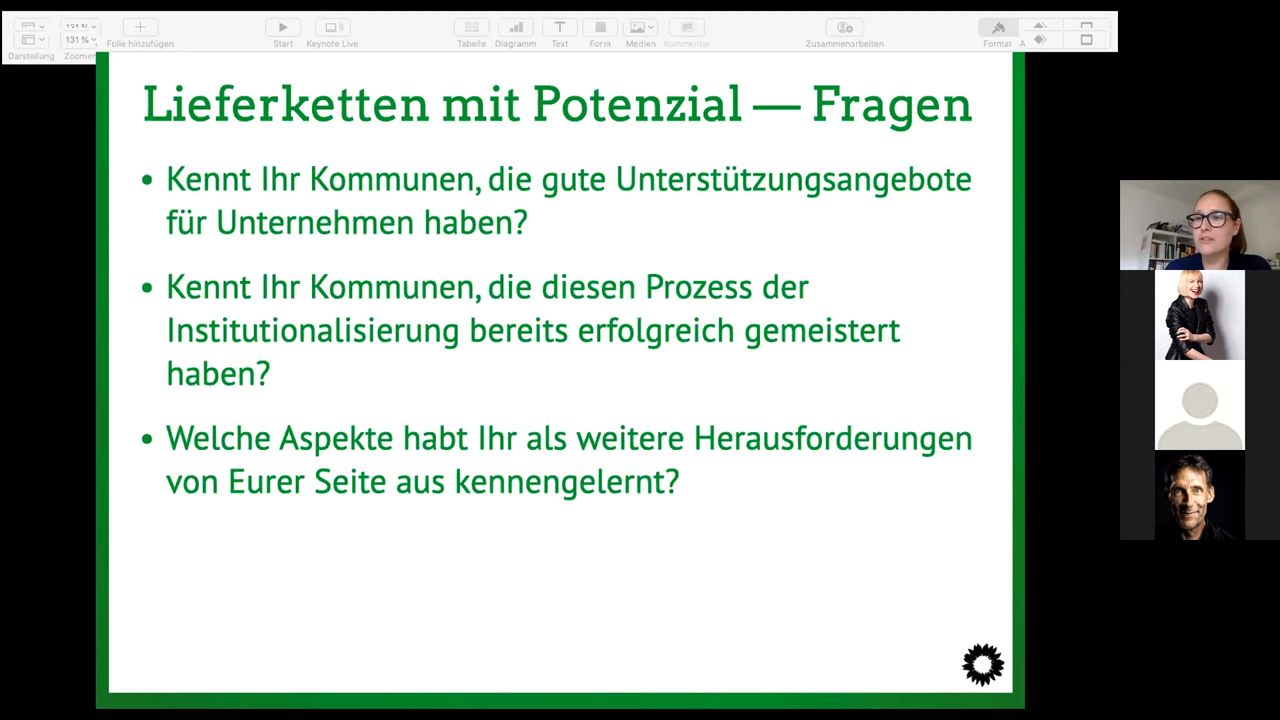 131 %
131 %
Darstellung
Zoomen
Folie hinzufügen
Start
Keynote Live
Tabelle
Diagramm
Text
Form
Medien
Kommentar
Zusammenarbeiten
Format
A
Lieferketten mit Potenzial — Fragen
• Kennt Ihr Kommunen, die gute Unterstützungsangebote
für Unternehmen haben?
• Kennt Ihr Kommunen, die diesen Prozess der
Institutionalisierung bereits erfolgreich gemeistert
haben?
• Welche Aspekte habt Ihr als weitere Herausforderungen
von Eurer Seite aus kennengelernt?